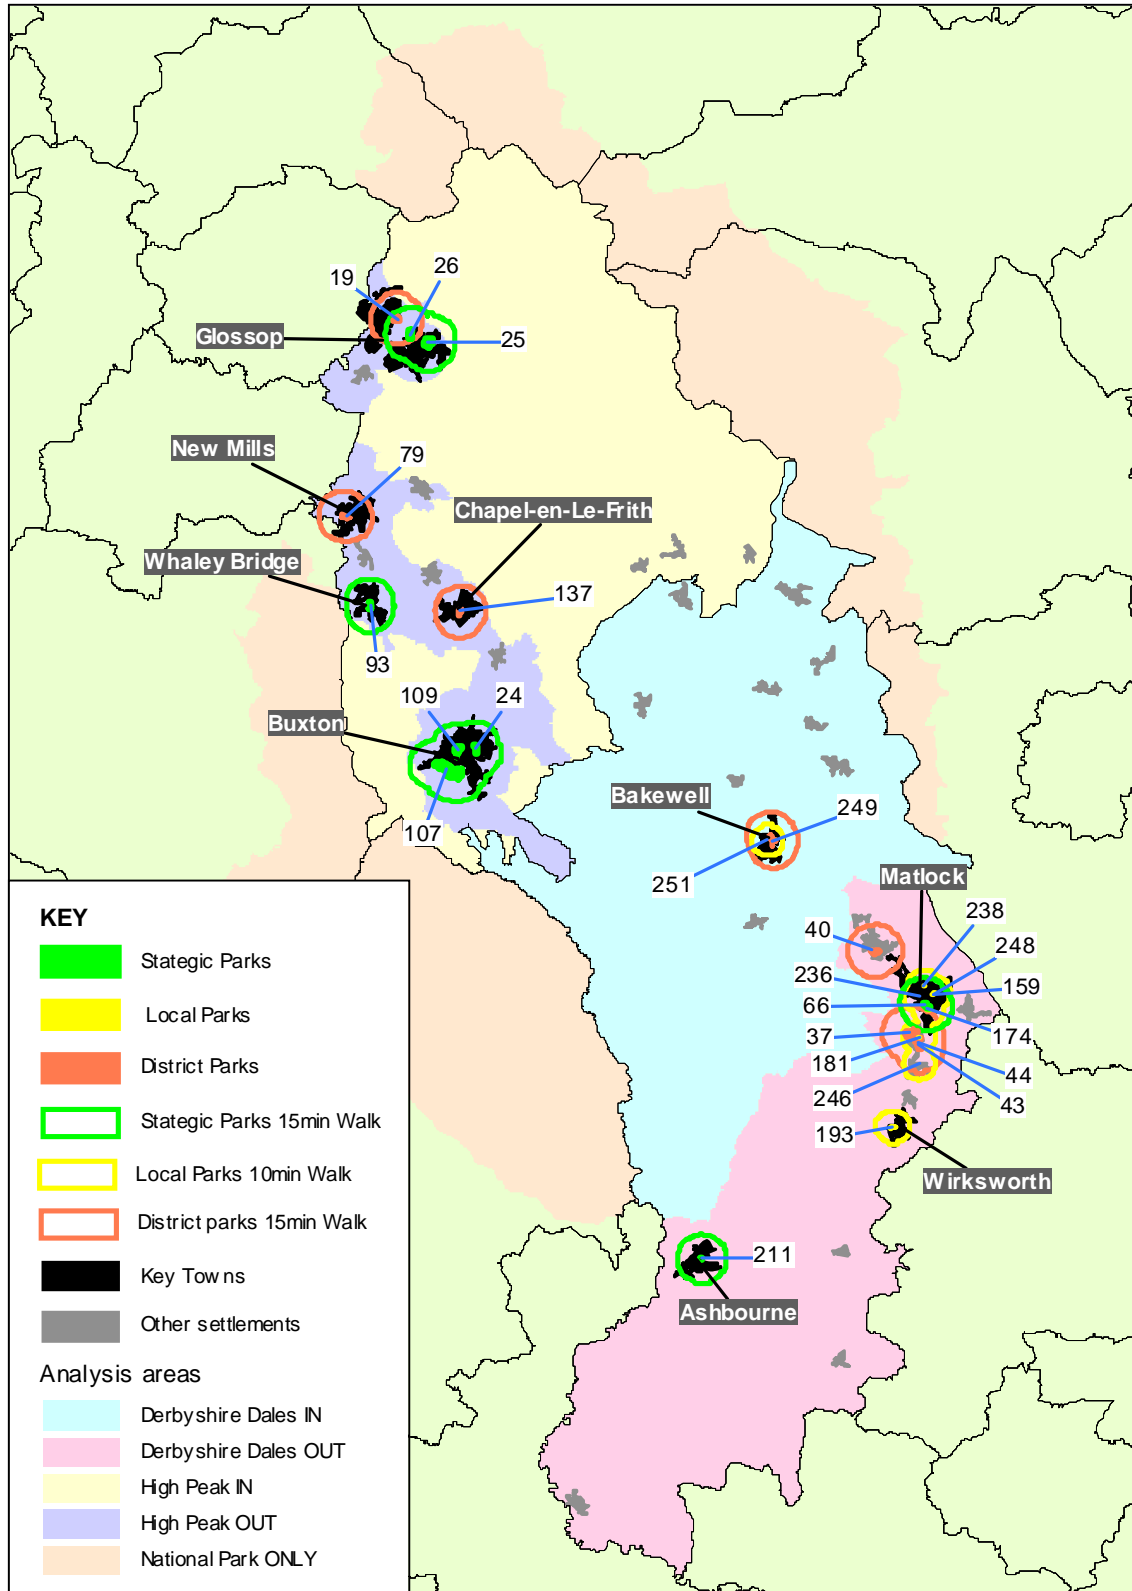 26
19
Glossop
25
New Mills
79
Chapel-en-Le-Frith
Whaley Bridge
137
93
109
24
Buxton
107
Bakewell
249
251
Matlock
238
40
248
236
159
66
37
174
181
44
246
43
193
Wirksworth
211
Ashbourne
KEY
Stategic Parks
Local Parks
District Parks
Stategic Parks 15min Walk
Local Parks 10min Walk
District parks 15min Walk
Key Towns
Other settlements
Analysis areas
Derbyshire Dales IN
Derbyshire Dales OUT
High Peak IN
High Peak OUT
National Park ONLY